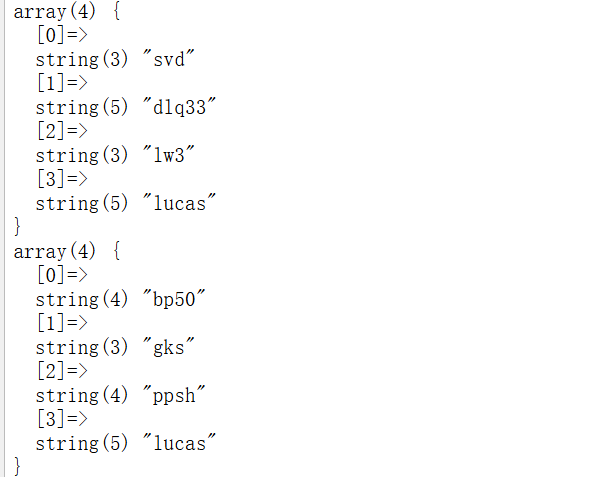 array(4) {
  [0]=>
  string(3) "svd"
  [1]=>
  string(5) "dlq33"
  [2]=>
  string(3) "lw3"
  [3]=>
  string(5) "lucas"
}
array(4) {
  [0]=>
  string(4) "bp50"
  [1]=>
  string(3) "gks"
  [2]=>
  string(4) "ppsh"
  [3]=>
  string(5) "lucas"
}